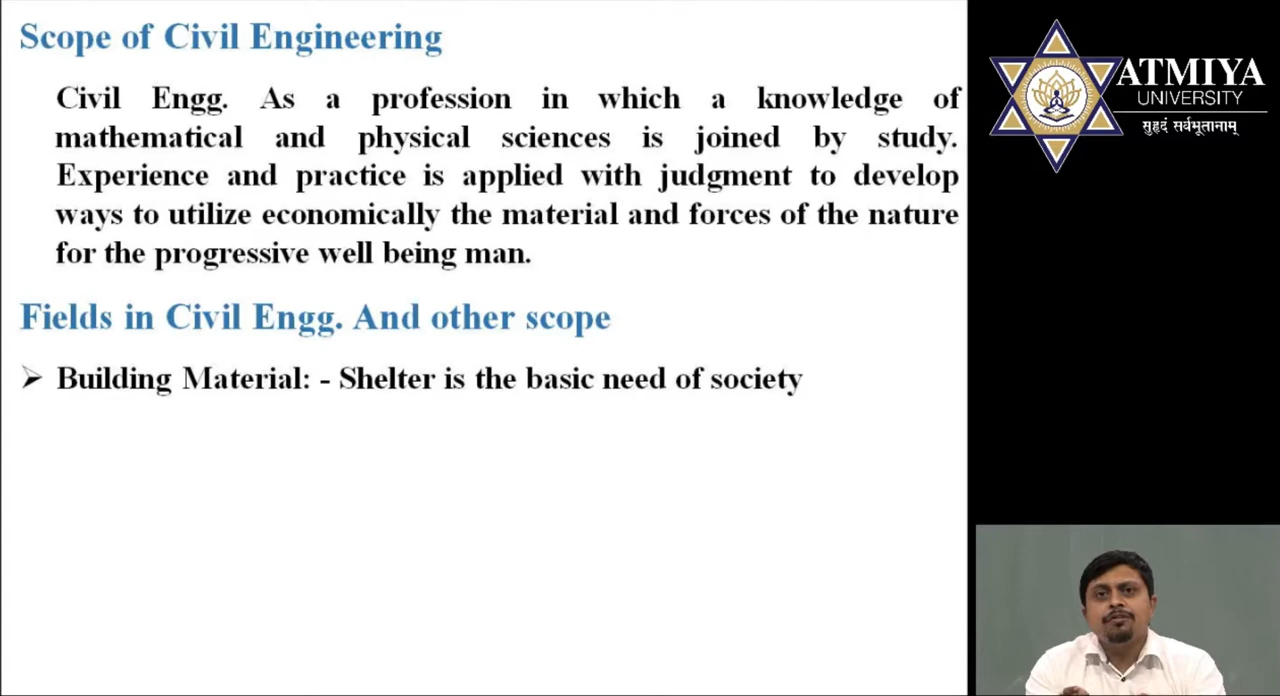 Scope of Civil Engineering
Civil Engg. As a profession in which a knowledge of
mathematical and physical sciences is joined by study.
Experience and practice is applied with judgment to develop
ways to utilize economically the material and forces of the nature
for the progressive well being man.
Fields in Civil Engg. And other scope
➢ Building Material: - Shelter is the basic need of society
ATMIYA
UNIVERSITY
सुहृदं सर्वभूतानाम्